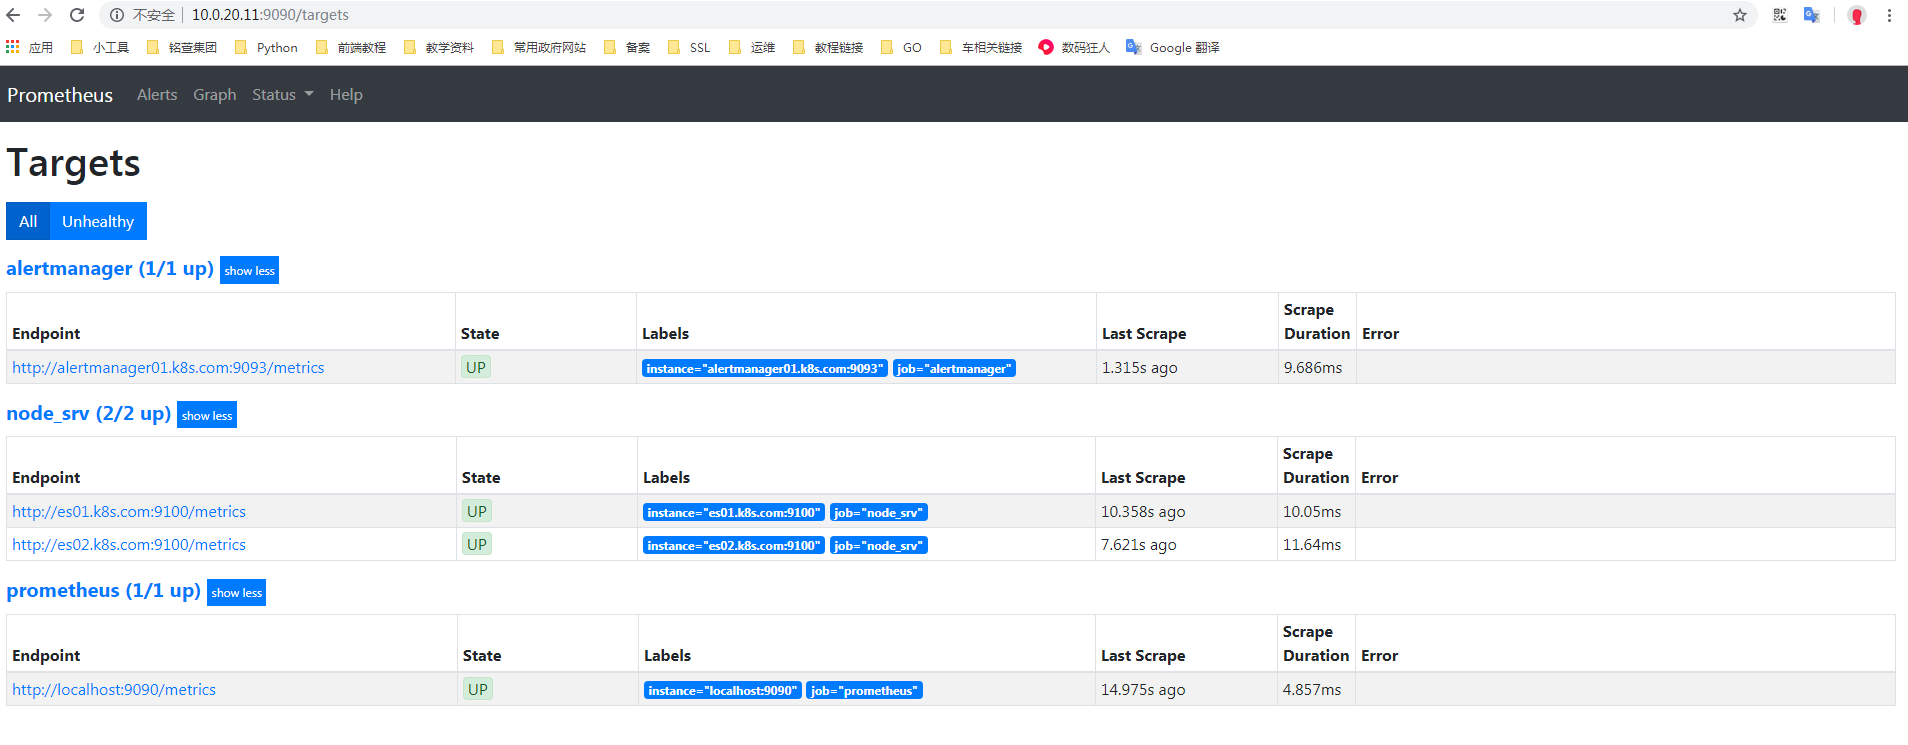 不安全 10.0.20.11:9090/targets
应用 小工具 铭萱集团 Python 前端教程 教学资料 常用政府网站 备案 SSL 运维 教程链接 GO 车相关链接 数码狂人 Google 翻译
Prometheus Alerts Graph Status Help
Targets
All Unhealthy
alertmanager (1/1 up) show less
Endpoint State Labels Last Scrape Scrape Duration Error
http://alertmanager01.k8s.com:9093/metrics UP instance="alertmanager01.k8s.com:9093" job="alertmanager" 1.315s ago 9.686ms
node_srv (2/2 up) show less
Endpoint State Labels Last Scrape Scrape Duration Error
http://es01.k8s.com:9100/metrics UP instance="es01.k8s.com:9100" job="node_srv" 10.358s ago 10.05ms
http://es02.k8s.com:9100/metrics UP instance="es02.k8s.com:9100" job="node_srv" 7.621s ago 11.64ms
prometheus (1/1 up) show less
Endpoint State Labels Last Scrape Scrape Duration Error
http://localhost:9090/metrics UP instance="localhost:9090" job="prometheus" 14.975s ago 4.857ms